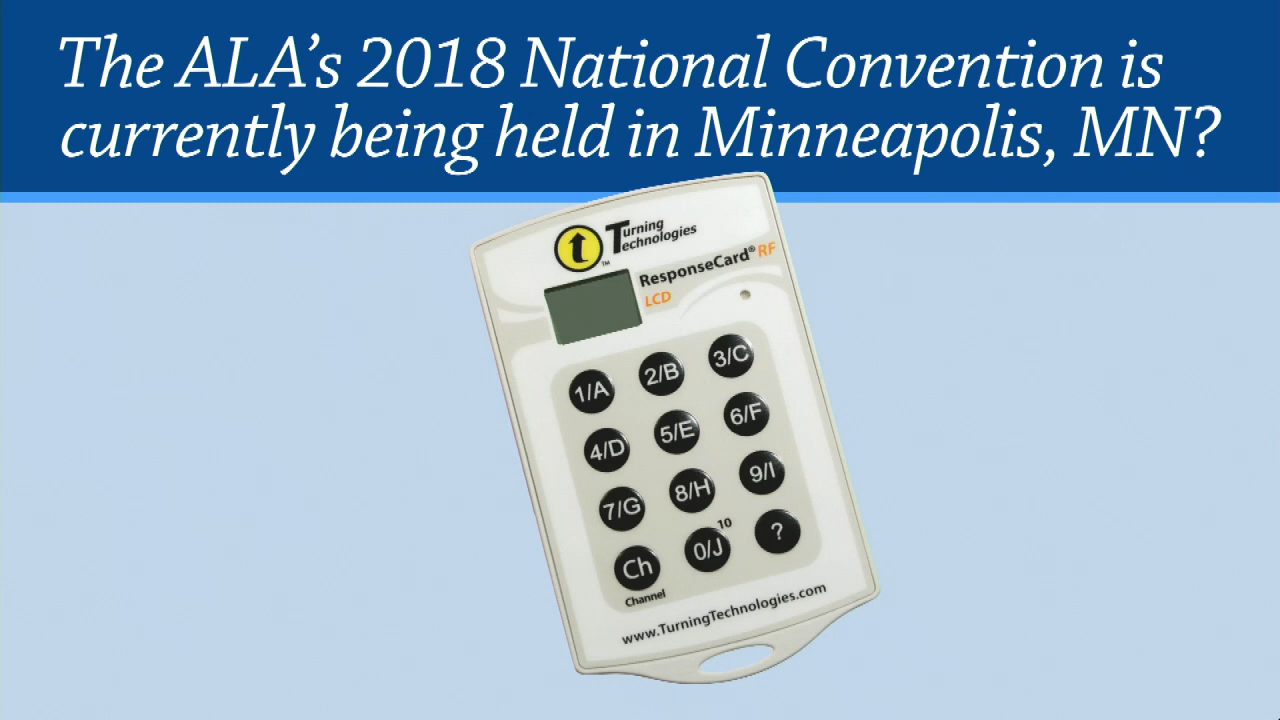 The ALA's 2018 National Convention is
currently being held in Minneapolis, MN?
t
Turning
Technologies
TM
ResponseCard® RF
LCD
1/A 2/B 3/C
4/D 5/E 6/F
7/G 8/H 9/I
10
Ch 0/J ?
Channel
www.TurningTechnologies.com